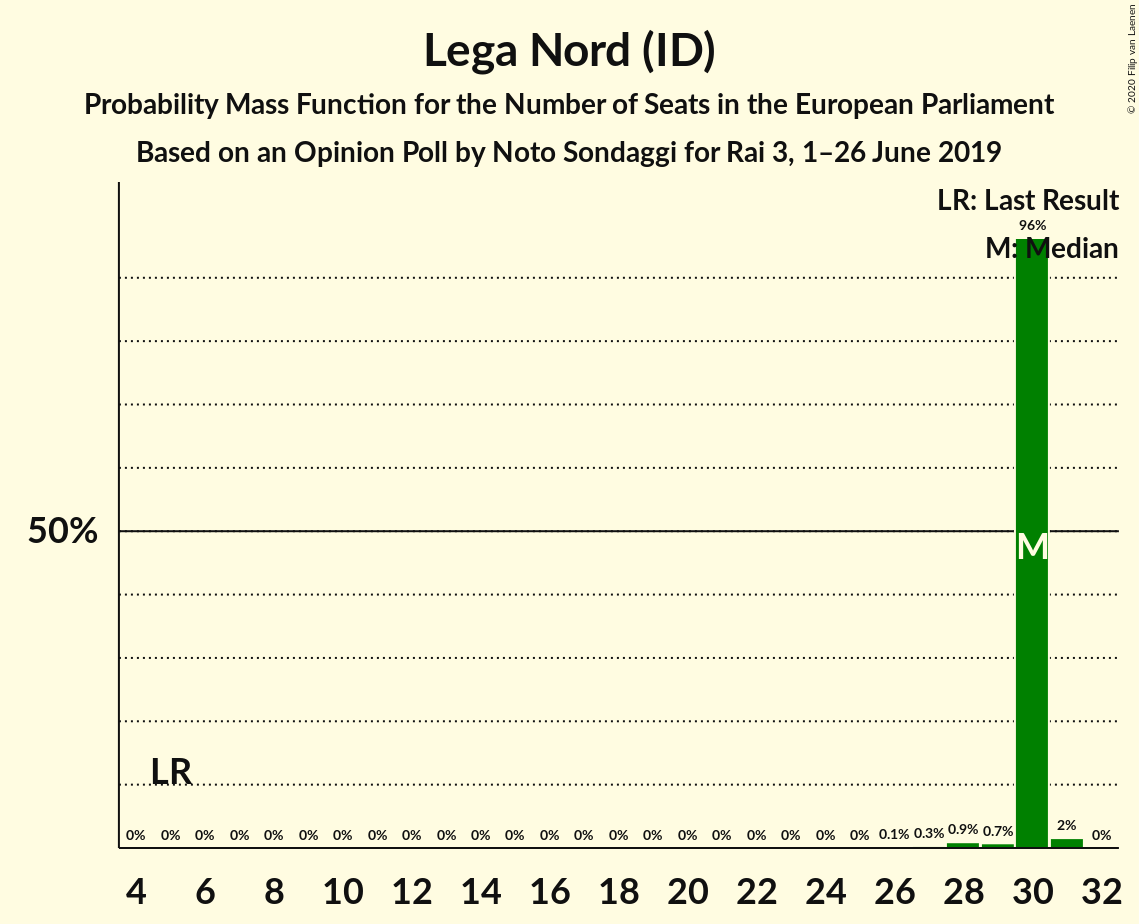 Lega Nord (ID)
Probability Mass Function for the Number of Seats in the European Parliament
Based on an Opinion Poll by Noto Sondaggi for Rai 3, 1–26 June 2019
© 2020 Filip van Laenen
LR: Last Result
M: Median
96%
50%
M
LR
0% 0% 0% 0% 0% 0% 0% 0% 0% 0% 0% 0% 0% 0% 0% 0% 0% 0% 0% 0% 0% 0% 0.1% 0.3% 0.9% 0.7% 2% 0%
4 6 8 10 12 14 16 18 20 22 24 26 28 30 32